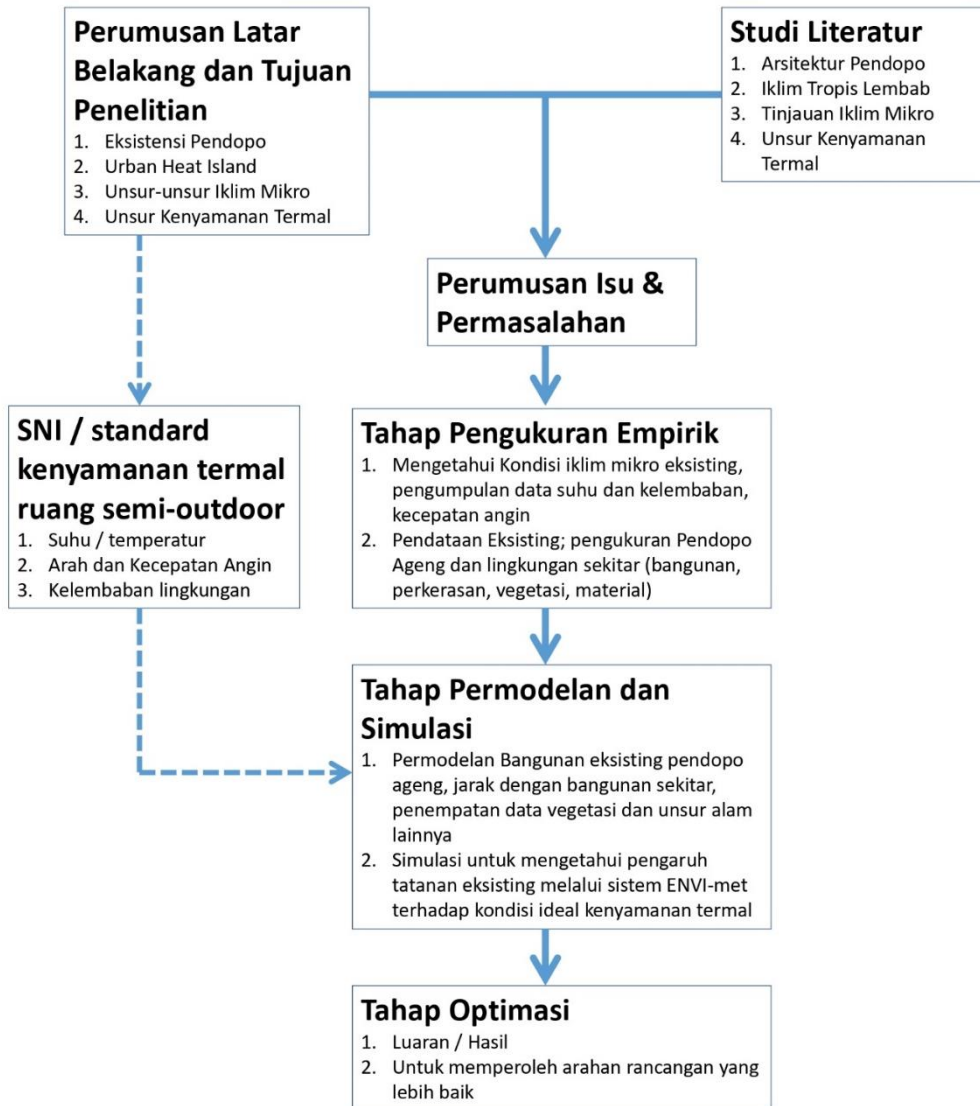 Perumusan Latar
Belakang dan Tujuan
Penelitian
1. Eksistensi Pendopo
2. Urban Heat Island
3. Unsur-unsur Iklim Mikro
4. Unsur Kenyamanan Termal
Studi Literatur
1. Arsitektur Pendopo
2. Iklim Tropis Lembab
3. Tinjauan Iklim Mikro
4. Unsur Kenyamanan
Termal
Perumusan Isu &
Permasalahan
SNI / standard
kenyamanan termal
ruang semi-outdoor
1. Suhu / temperatur
2. Arah dan Kecepatan Angin
3. Kelembaban lingkungan
Tahap Pengukuran Empirik
1. Mengetahui Kondisi iklim mikro eksisting,
pengumpulan data suhu dan kelembaban,
kecepatan angin
2. Pendataan Eksisting; pengukuran Pendopo
Ageng dan lingkungan sekitar (bangunan,
perkerasan, vegetasi, material)
Tahap Permodelan dan
Simulasi
1. Permodelan Bangunan eksisting pendopo
ageng, jarak dengan bangunan sekitar,
penempatan data vegetasi dan unsur alam
lainnya
2. Simulasi untuk mengetahui pengaruh
tatanan eksisting melalui sistem ENVI-met
terhadap kondisi ideal kenyamanan termal
Tahap Optimasi
1. Luaran / Hasil
2. Untuk memperoleh arahan rancangan yang
lebih baik